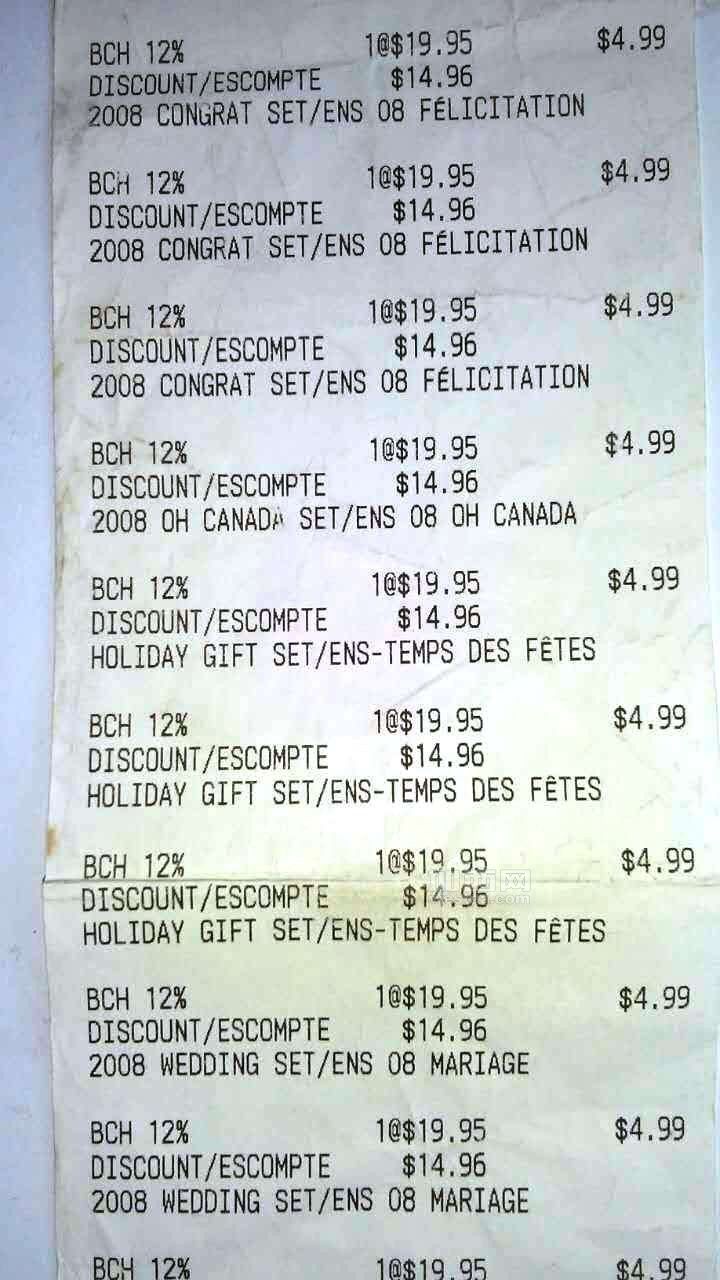 BCH 12% 1@$19.95 $4.99
DISCOUNT/ESCOMPTE $14.96
2008 CONGRAT SET/ENS 08 FÉLICITATION
BCH 12% 1@$19.95 $4.99
DISCOUNT/ESCOMPTE $14.96
2008 CONGRAT SET/ENS 08 FÉLICITATION
BCH 12% 1@$19.95 $4.99
DISCOUNT/ESCOMPTE $14.96
2008 CONGRAT SET/ENS 08 FÉLICITATION
BCH 12% 1@$19.95 $4.99
DISCOUNT/ESCOMPTE $14.96
2008 OH CANADA SET/ENS 08 OH CANADA
BCH 12% 1@$19.95 $4.99
DISCOUNT/ESCOMPTE $14.96
HOLIDAY GIFT SET/ENS-TEMPS DES FÊTES
BCH 12% 1@$19.95 $4.99
DISCOUNT/ESCOMPTE $14.96
HOLIDAY GIFT SET/ENS-TEMPS DES FÊTES
BCH 12% 1@$19.95 $4.99
DISCOUNT/ESCOMPTE $14.96
HOLIDAY GIFT SET/ENS-TEMPS DES FÊTES
BCH 12% 1@$19.95 $4.99
DISCOUNT/ESCOMPTE $14.96
2008 WEDDING SET/ENS 08 MARIAGE
BCH 12% 1@$19.95 $4.99
DISCOUNT/ESCOMPTE $14.96
2008 WEDDING SET/ENS 08 MARIAGE
BCH 12% 1@$19.95 $4.99